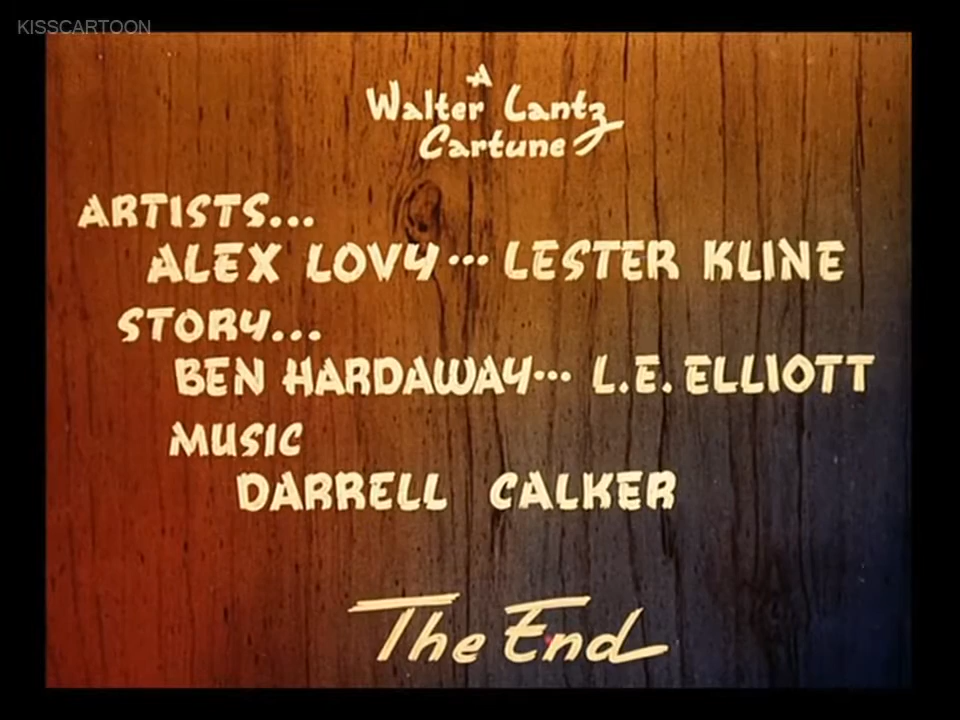 KISSCARTOON
A
Walter Lantz
Cartune
ARTISTS...
ALEX LOVY... LESTER KLINE
STORY...
BEN HARDAWAY... L.E. ELLIOTT
MUSIC
DARRELL CALKER
The End